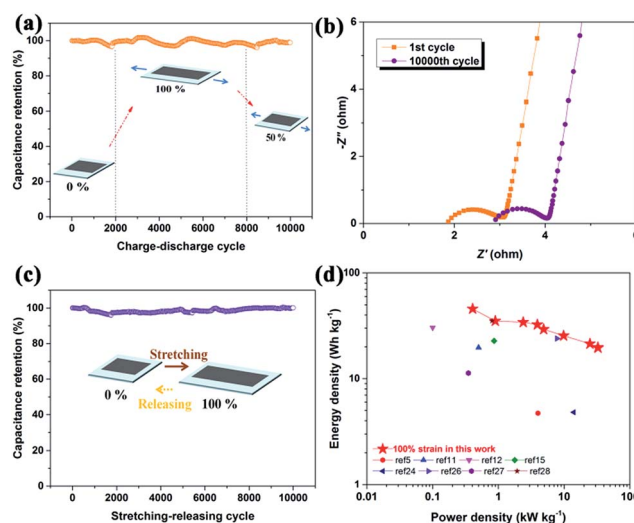 (a)
Capacitance retention (%)
100
80
60
40
20
0
0 %
100 %
50 %
0 2000 4000 6000 8000 10000
Charge-discharge cycle
(b)
1st cycle
10000th cycle
-Z" (ohm)
-6
-4
-2
0
0 2 4 6
Z' (ohm)
(c)
Capacitance retention (%)
100
80
60
40
20
0
Stretching
0 %
Releasing
100 %
0 2000 4000 6000 8000 10000
Stretching-releasing cycle
(d)
Energy density (Wh kg⁻¹)
100
10
1
100% strain in this work
ref5 ref11 ref12 ref15
ref24 ref26 ref27 ref28
0.01 0.1 1 10 100
Power density (kW kg⁻¹)